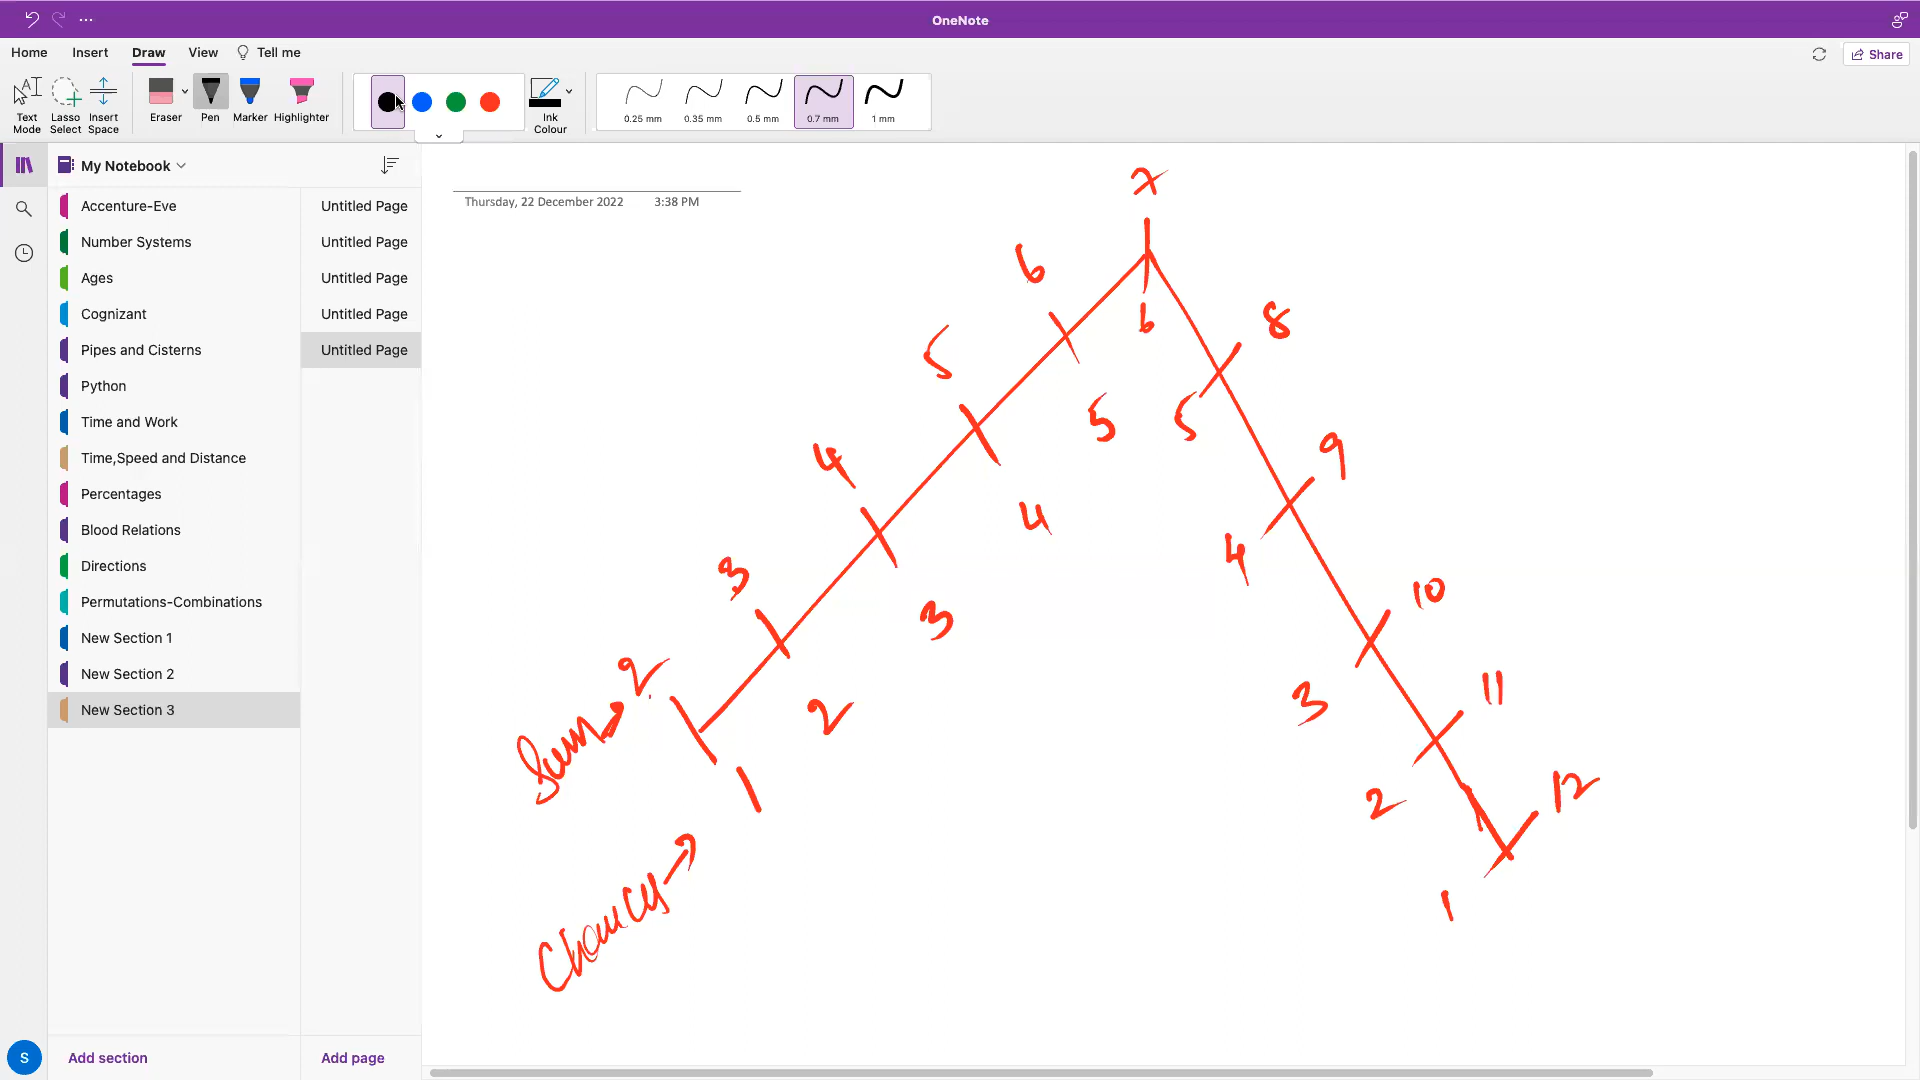 OneNote
Home Insert Draw View Tell me
Share
Text Mode
Lasso Select
Insert Space
Eraser
Pen
Marker
Highlighter
Ink Colour
0.25 mm
0.35 mm
0.5 mm
0.7 mm
1 mm
My Notebook
Accenture-Eve
Number Systems
Ages
Cognizant
Pipes and Cisterns
Python
Time and Work
Time,Speed and Distance
Percentages
Blood Relations
Directions
Permutations-Combinations
New Section 1
New Section 2
New Section 3
Add section
Untitled Page
Untitled Page
Untitled Page
Untitled Page
Untitled Page
Add page
S
Thursday, 22 December 2022 3:38 PM
Sum → 2
3
4
5
6
7
8
9
10
11
12
Chances →
1
2
3
4
5
6
5
4
3
2
1